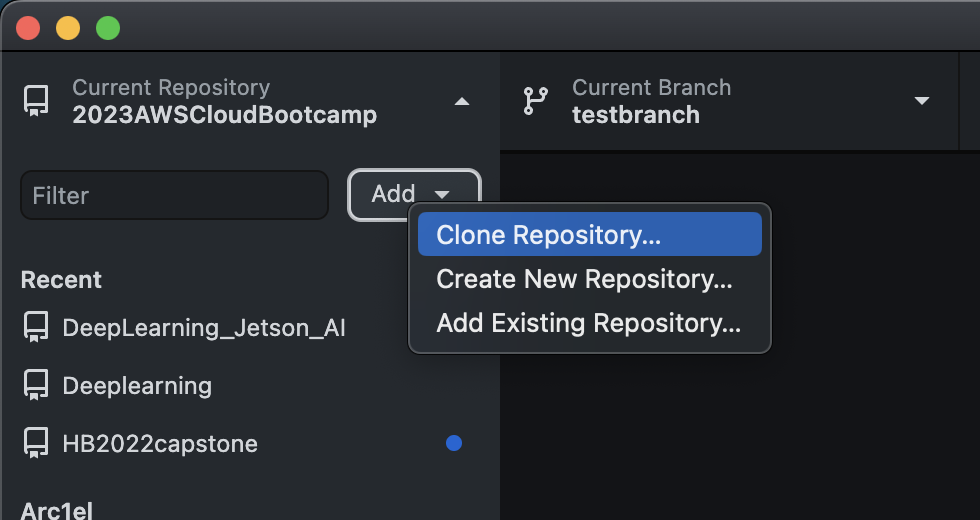 Current Repository
2023AWSCloudBootcamp
Current Branch
testbranch
Filter
Add
Clone Repository...
Create New Repository...
Add Existing Repository...
Recent
DeepLearning_Jetson_AI
Deeplearning
HB2022capstone
Arc1el